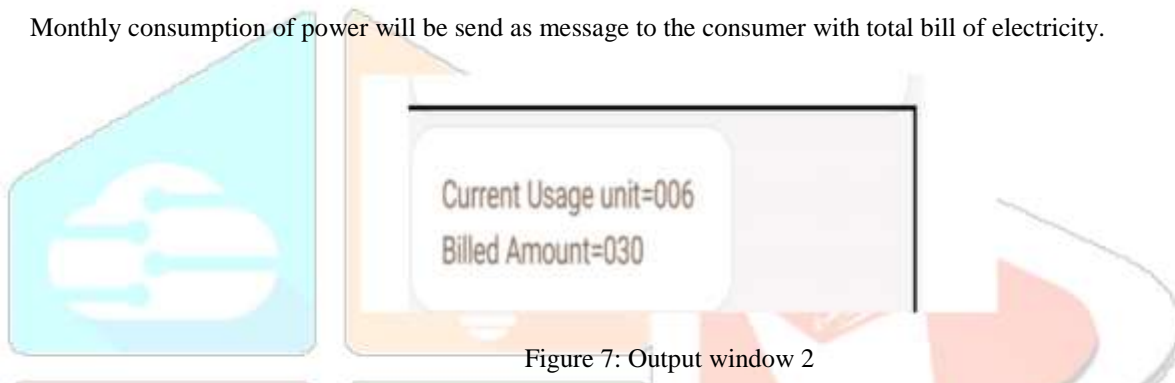 Monthly consumption of power will be send as message to the consumer with total bill of electricity.
Current Usage unit=006
Billed Amount=030
Figure 7: Output window 2